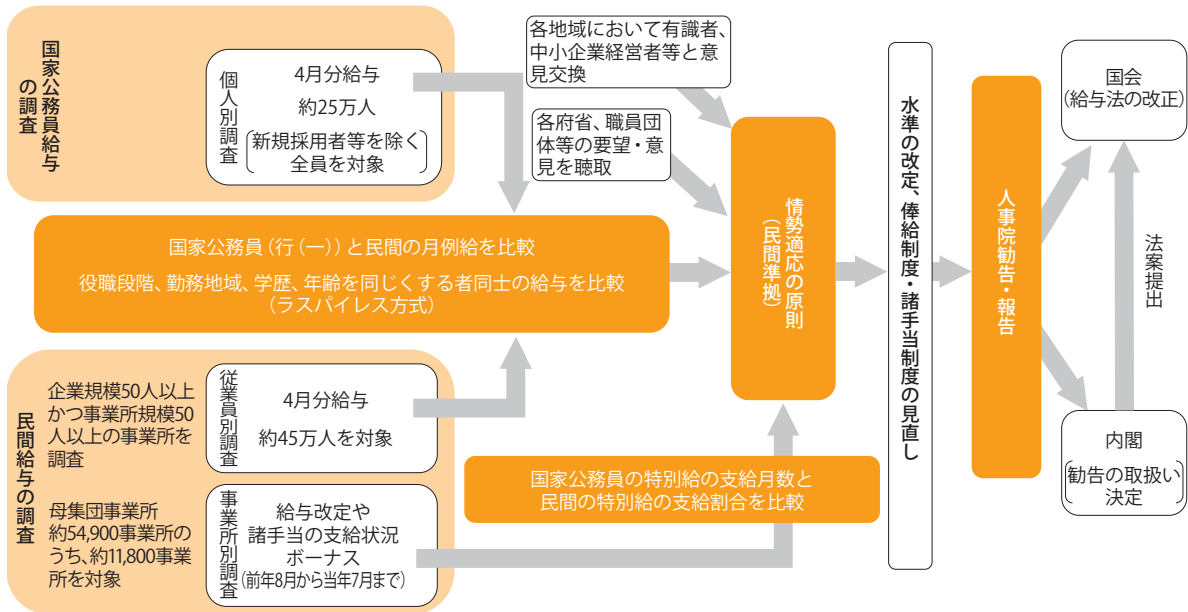 国家公務員給与
の調査
個人別調査
4月分給与
約25万人
新規採用者等を除く
全員を対象
各地域において有識者、
中小企業経営者等と意
見交換
各府省、職員団
体等の要望・意
見を聴取
国家公務員(行(一))と民間の月例給を比較
役職段階、勤務地域、学歴、年齢を同じくする者同士の給与を比較
(ラスパイレス方式)
民間給与の調査
企業規模50人以上
かつ事業所規模50
人以上の事業所を
調査
従業員別調査
4月分給与
約45万人を対象
母集団事業所
約54,900事業所の
うち、約11,800事業
所を対象
事業所別調査
給与改定や
諸手当の支給状況
ボーナス
(前年8月から当年7月まで)
国家公務員の特別給の支給月数と
民間の特別給の支給割合を比較
情勢適応の原則
(民間準拠)
水準の改定、俸給制度・諸手当制度の見直し
人事院勧告・報告
国会
(給与法の改正)
法案提出
内閣
勧告の取扱い
決定